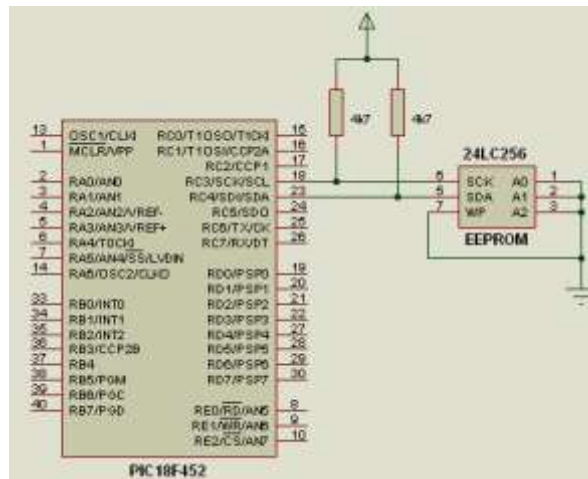 4k7
4k7
24LC256
13 OSC1/CLKI
1 MCLR/VPP
2 RA0/AN0
3 RA1/AN1
4 RA2/AN2/VREF-
5 RA3/AN3/VREF+
6 RA4/T0CKI
7 RA5/AN4/SS/LVDIN
14 RA6/OSC2/CLKO
33 RB0/INT0
34 RB1/INT1
35 RB2/INT2
36 RB3/CCP2B
37 RB4
38 RB5/PGM
39 RB6/PGC
40 RB7/PGD
RC0/T1OSO/T1CKI 15
RC1/T1OSI/CCP2A 16
RC2/CCP1 17
RC3/SCK/SCL 18
RC4/SDI/SDA 23
RC5/SDO 24
RC6/TX/CK 25
RC7/RX/DT 26
RD0/PSP0 19
RD1/PSP1 20
RD2/PSP2 21
RD3/PSP3 22
RD4/PSP4 27
RD5/PSP5 28
RD6/PSP6 29
RD7/PSP7 30
RE0/RD/AN5 8
RE1/WR/AN6 9
RE2/CS/AN7 10
6 SCK A0 1
5 SDA A1 2
7 WP A2 3
EEPROM
PIC18F452